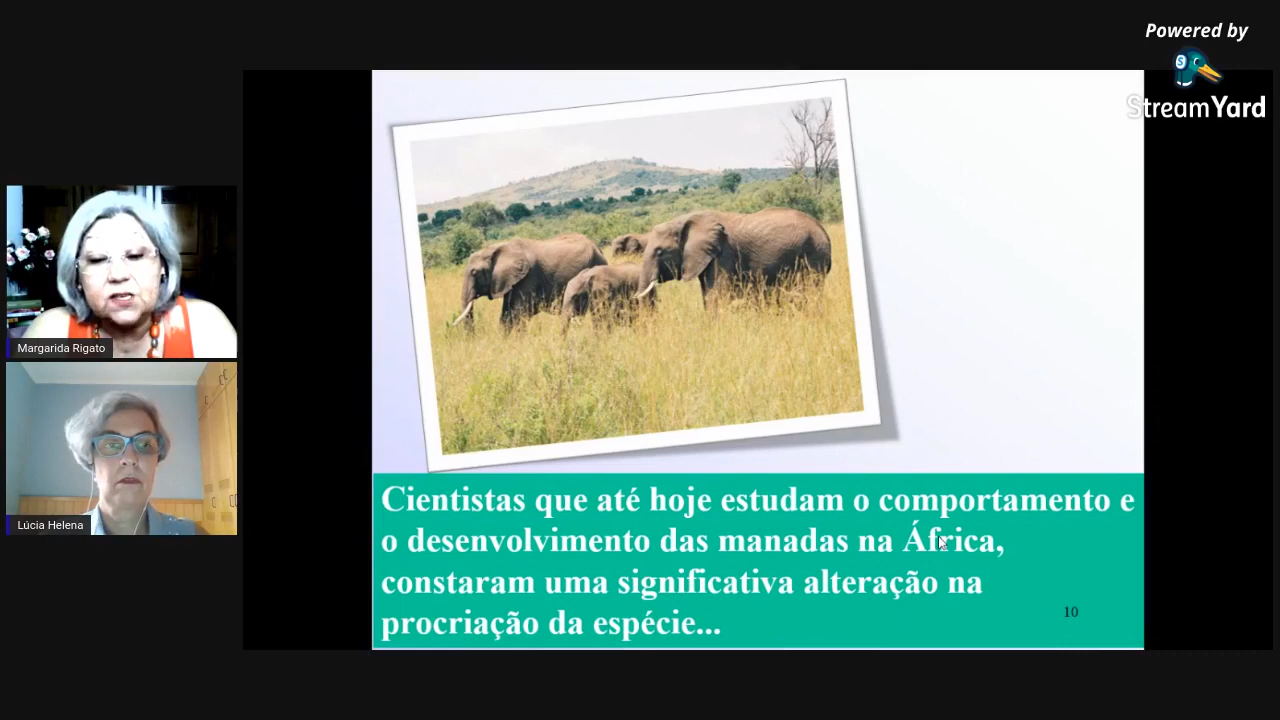 Powered by
StreamYard
Margarida Rigato
Lúcia Helena
Cientistas que até hoje estudam o comportamento e
o desenvolvimento das manadas na África,
constaram uma significativa alteração na
procriação da espécie...
10